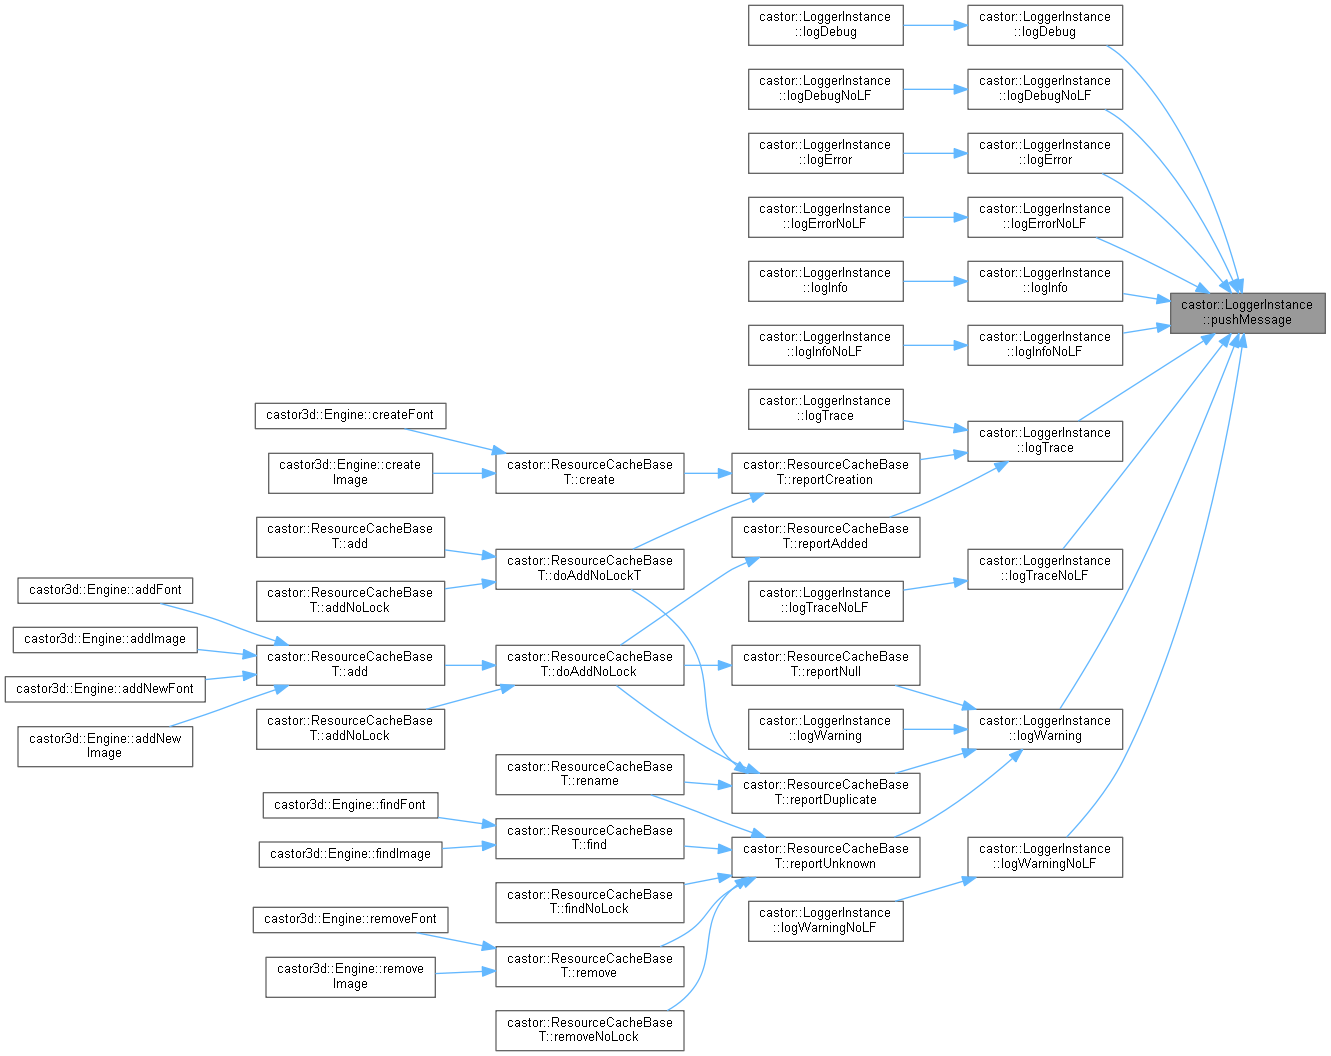 castor::LoggerInstance
::logDebug
castor::LoggerInstance
::logDebug
castor::LoggerInstance
::logDebugNoLF
castor::LoggerInstance
::logDebugNoLF
castor::LoggerInstance
::logError
castor::LoggerInstance
::logError
castor::LoggerInstance
::logErrorNoLF
castor::LoggerInstance
::logErrorNoLF
castor::LoggerInstance
::logInfo
castor::LoggerInstance
::logInfo
castor::LoggerInstance
::pushMessage
castor::LoggerInstance
::logInfoNoLF
castor::LoggerInstance
::logInfoNoLF
castor::LoggerInstance
::logTrace
castor3d::Engine::createFont
castor::LoggerInstance
::logTrace
castor3d::Engine::create
Image
castor::ResourceCacheBase
T::create
castor::ResourceCacheBase
T::reportCreation
castor::ResourceCacheBase
T::add
castor::ResourceCacheBase
T::reportAdded
castor::ResourceCacheBase
T::doAddNoLockT
castor::LoggerInstance
::logTraceNoLF
castor3d::Engine::addFont
castor::ResourceCacheBase
T::addNoLock
castor::LoggerInstance
::logTraceNoLF
castor3d::Engine::addImage
castor::ResourceCacheBase
T::add
castor::ResourceCacheBase
T::doAddNoLock
castor::ResourceCacheBase
T::reportNull
castor3d::Engine::addNewFont
castor::ResourceCacheBase
T::addNoLock
castor::LoggerInstance
::logWarning
castor::LoggerInstance
::logWarning
castor3d::Engine::addNew
Image
castor::ResourceCacheBase
T::rename
castor::ResourceCacheBase
T::reportDuplicate
castor3d::Engine::findFont
castor::ResourceCacheBase
T::find
castor3d::Engine::findImage
castor::ResourceCacheBase
T::reportUnknown
castor::LoggerInstance
::logWarningNoLF
castor::ResourceCacheBase
T::findNoLock
castor3d::Engine::removeFont
castor::LoggerInstance
::logWarningNoLF
castor::ResourceCacheBase
T::remove
castor3d::Engine::remove
Image
castor::ResourceCacheBase
T::removeNoLock